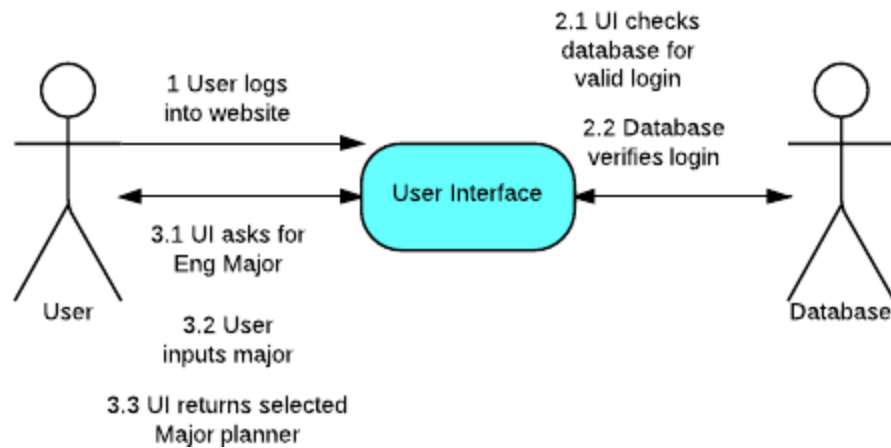 1 User logs
into website
2.1 UI checks
database for
valid login
2.2 Database
verifies login
User Interface
3.1 UI asks for
Eng Major
User
Database
3.2 User
inputs major
3.3 UI returns selected
Major planner